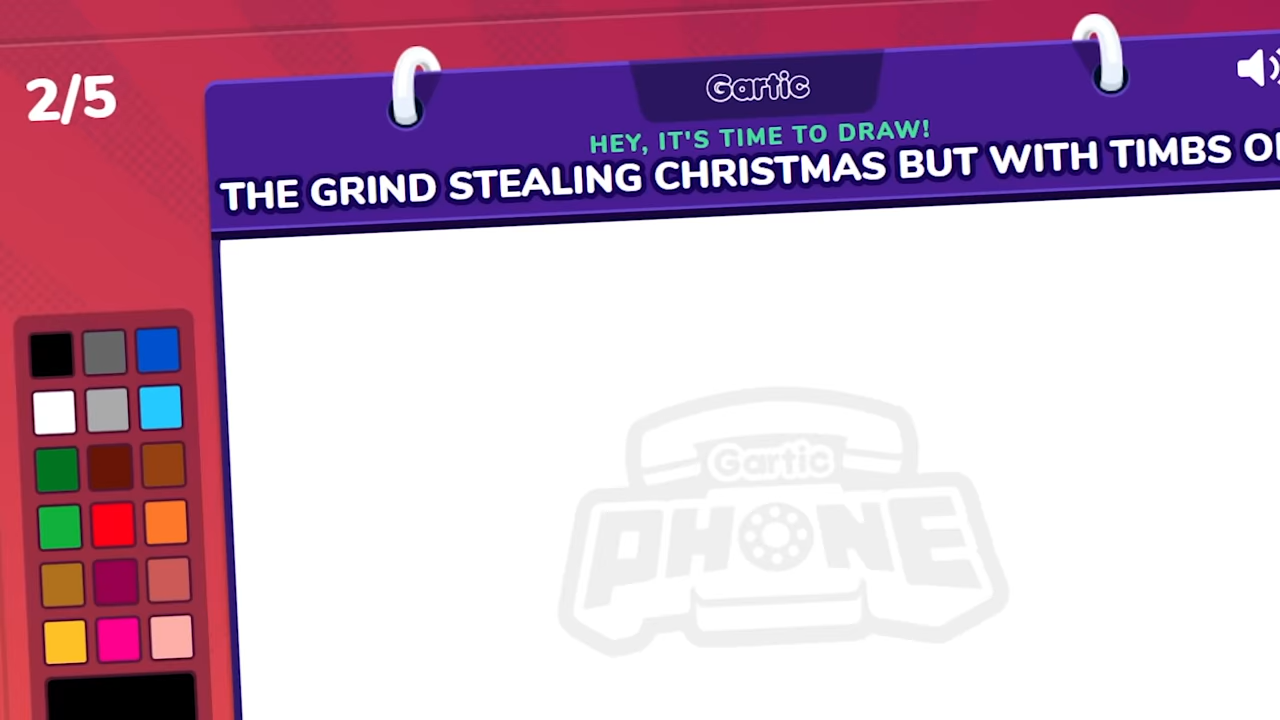 2/5
Gartic
HEY, IT'S TIME TO DRAW!
THE GRIND STEALING CHRISTMAS BUT WITH TIMBS
Gartic
PHONE